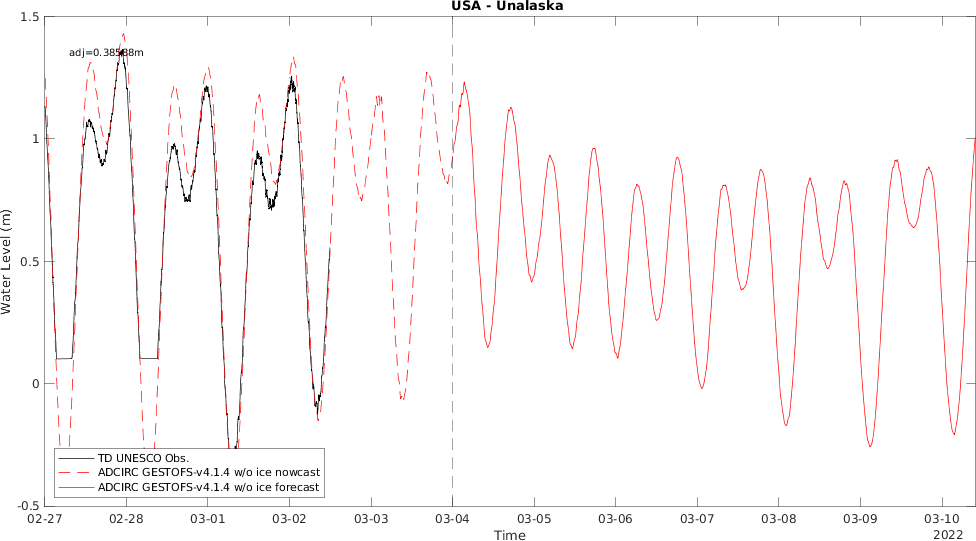 USA - Unalaska
1.5
adj=0.38588m
1
0.5
0
-0.5
Water Level (m)
TD UNESCO Obs.
ADCIRC GESTOFS-v4.1.4 w/o ice nowcast
ADCIRC GESTOFS-v4.1.4 w/o ice forecast
02-27 02-28 03-01 03-02 03-03 03-04 03-05 03-06 03-07 03-08 03-09 03-10
Time
2022